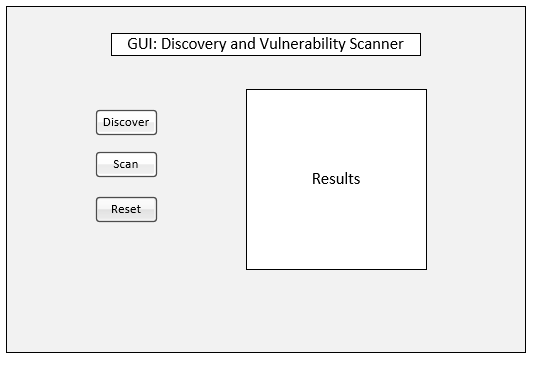 GUI: Discovery and Vulnerability Scanner
Discover
Scan
Reset
Results